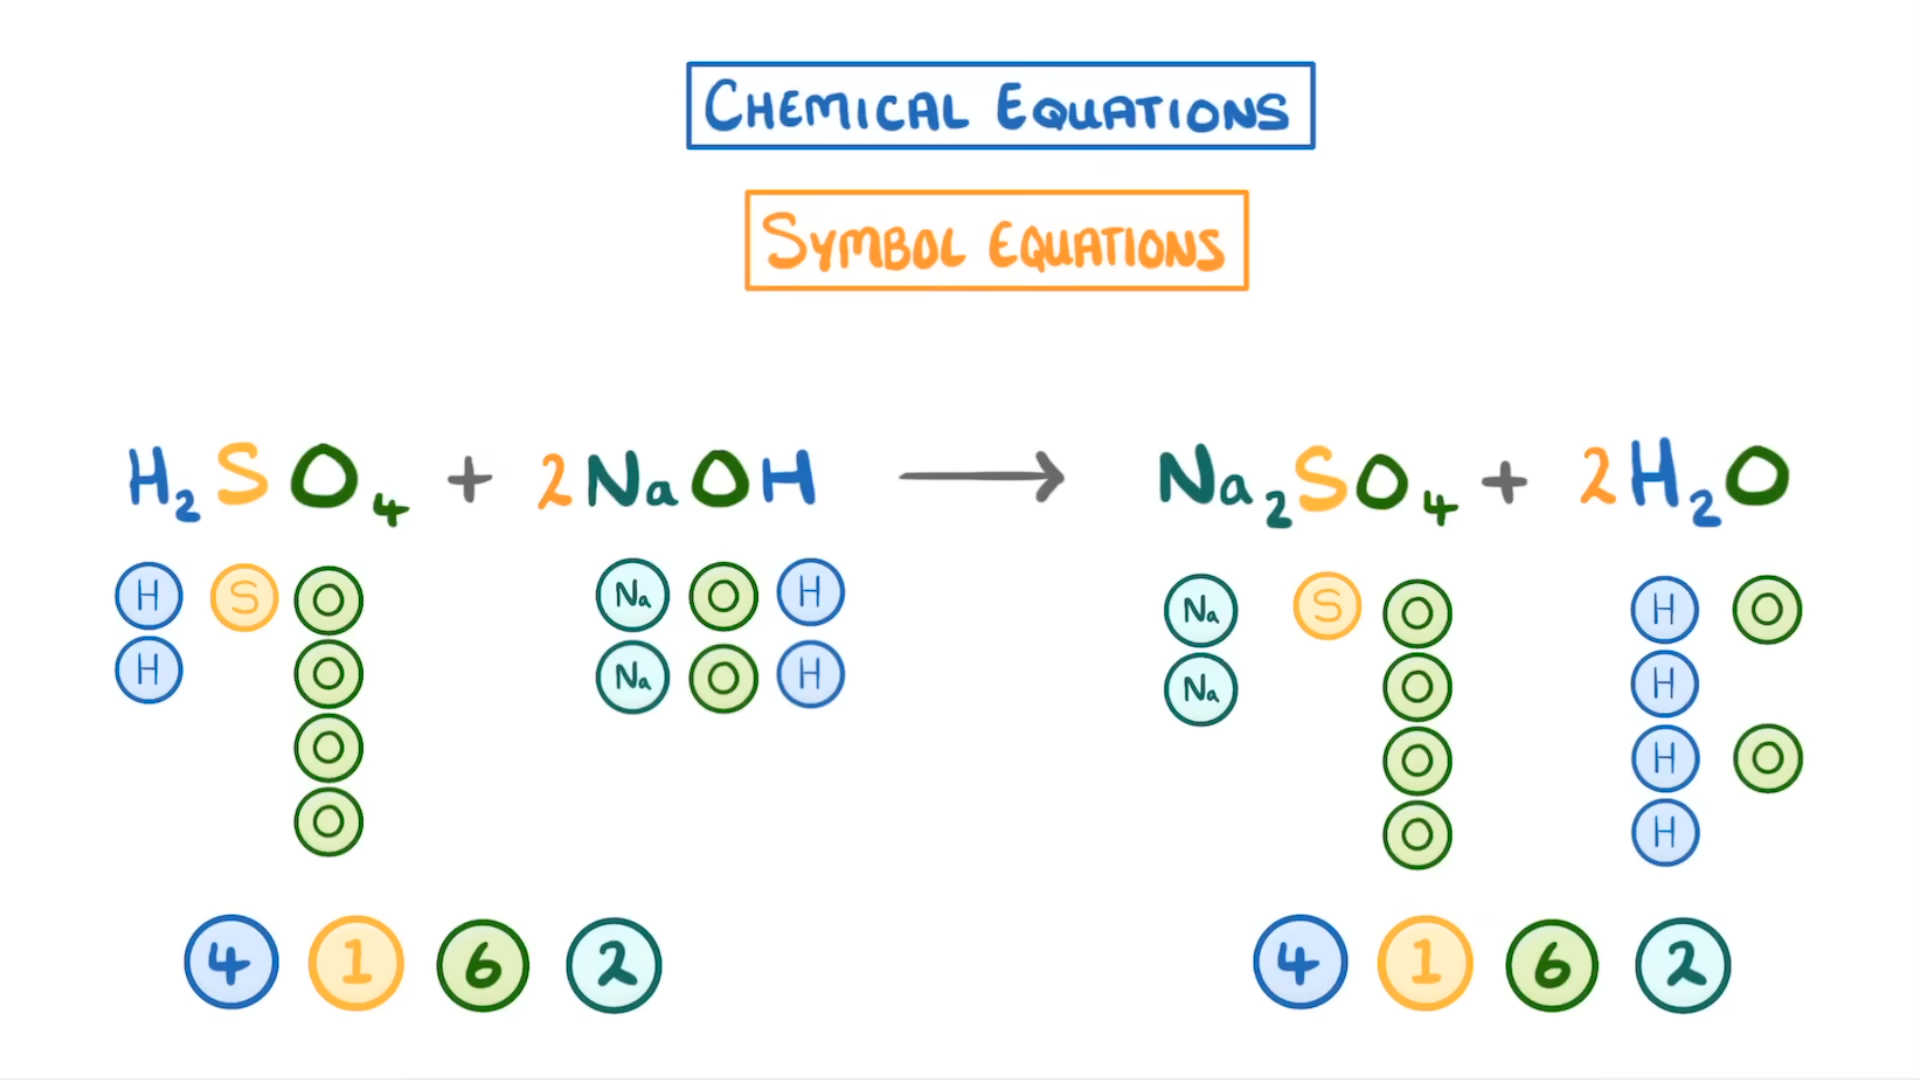 CHEMICAL EQUATIONS
SYMBOL EQUATIONS
H₂SO₄ + 2NaOH ⟶ Na₂SO₄ + 2H₂O
H S O Na O H Na S O H O
H O Na O H Na O H
O O H O
O O H
4 1 6 2 4 1 6 2